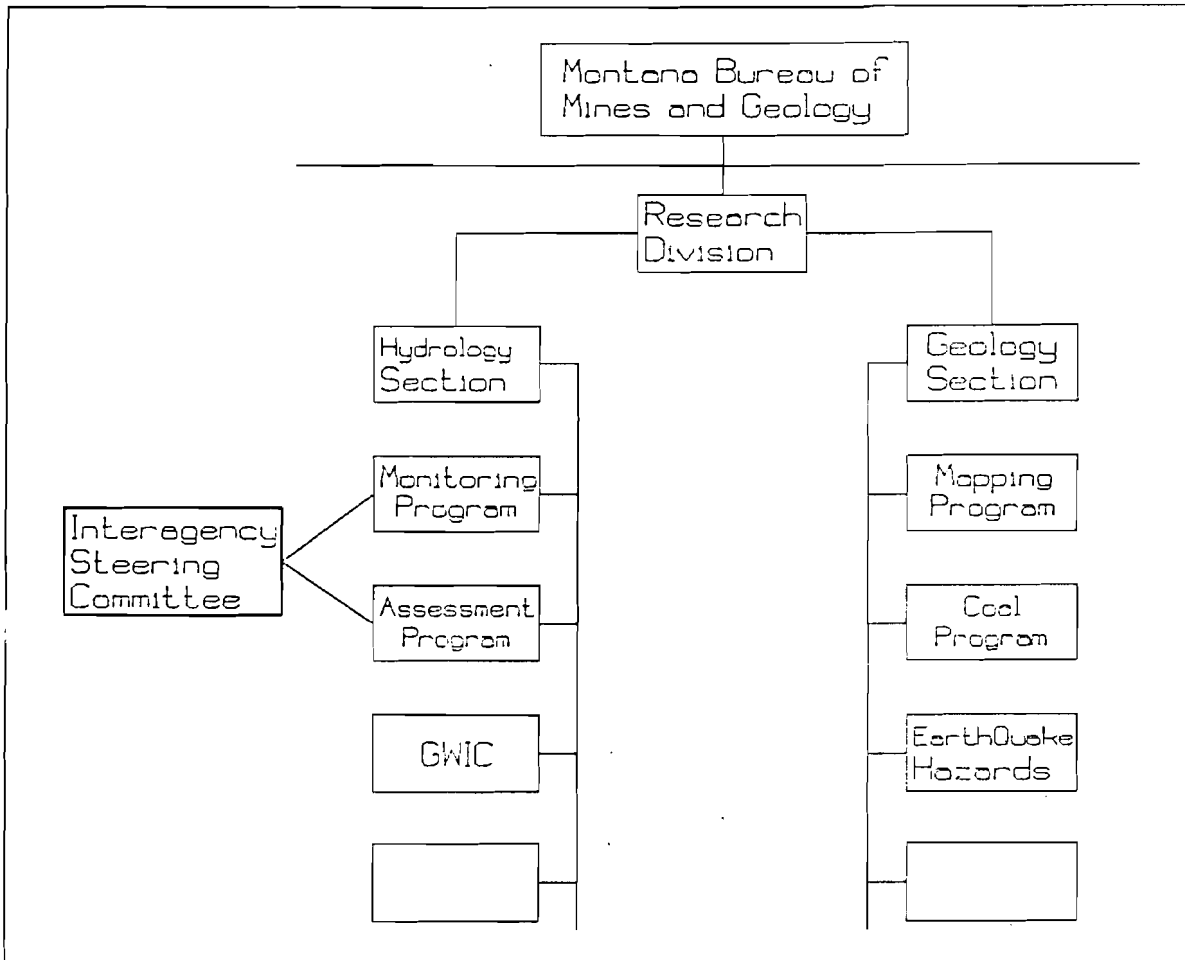 Montana Bureau of
Mines and Geology
Research
Division
Hydrology
Section
Geology
Section
Monitoring
Program
Mapping
Program
Interagency
Steering
Committee
Assessment
Program
Coal
Program
GWIC
EarthQuake
Hazards